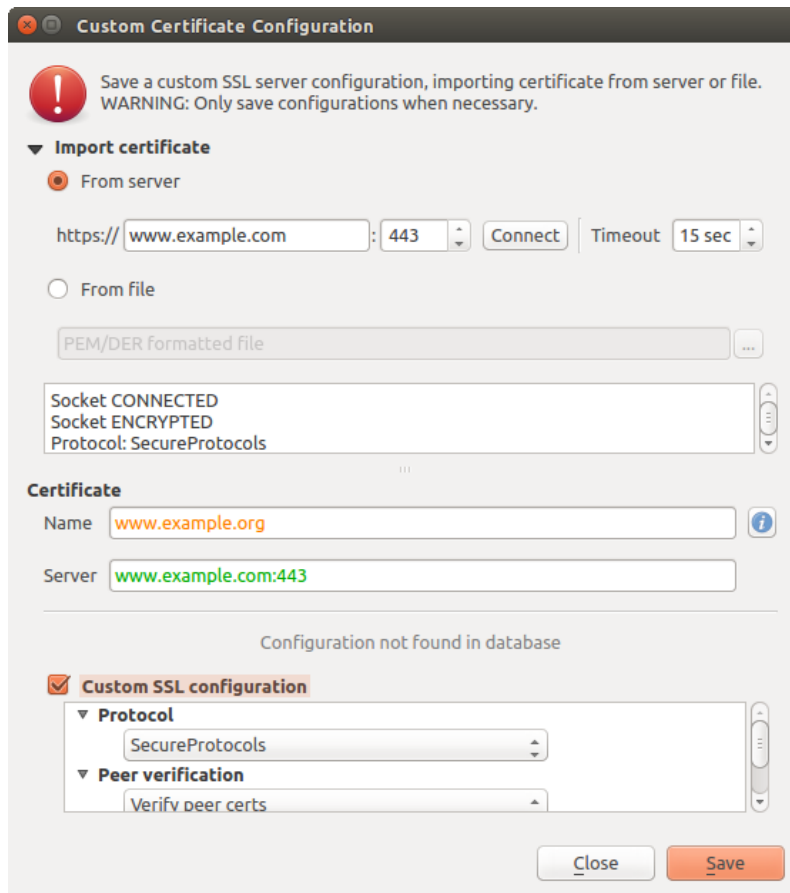 Custom Certificate Configuration
Save a custom SSL server configuration, importing certificate from server or file.
WARNING: Only save configurations when necessary.
Import certificate
From server
https:// www.example.com : 443 Connect Timeout 15 sec
From file
PEM/DER formatted file ...
Socket CONNECTED
Socket ENCRYPTED
Protocol: SecureProtocols
Certificate
Name www.example.org
Server www.example.com:443
Configuration not found in database
Custom SSL configuration
Protocol
SecureProtocols
Peer verification
Verify peer certs
Close Save